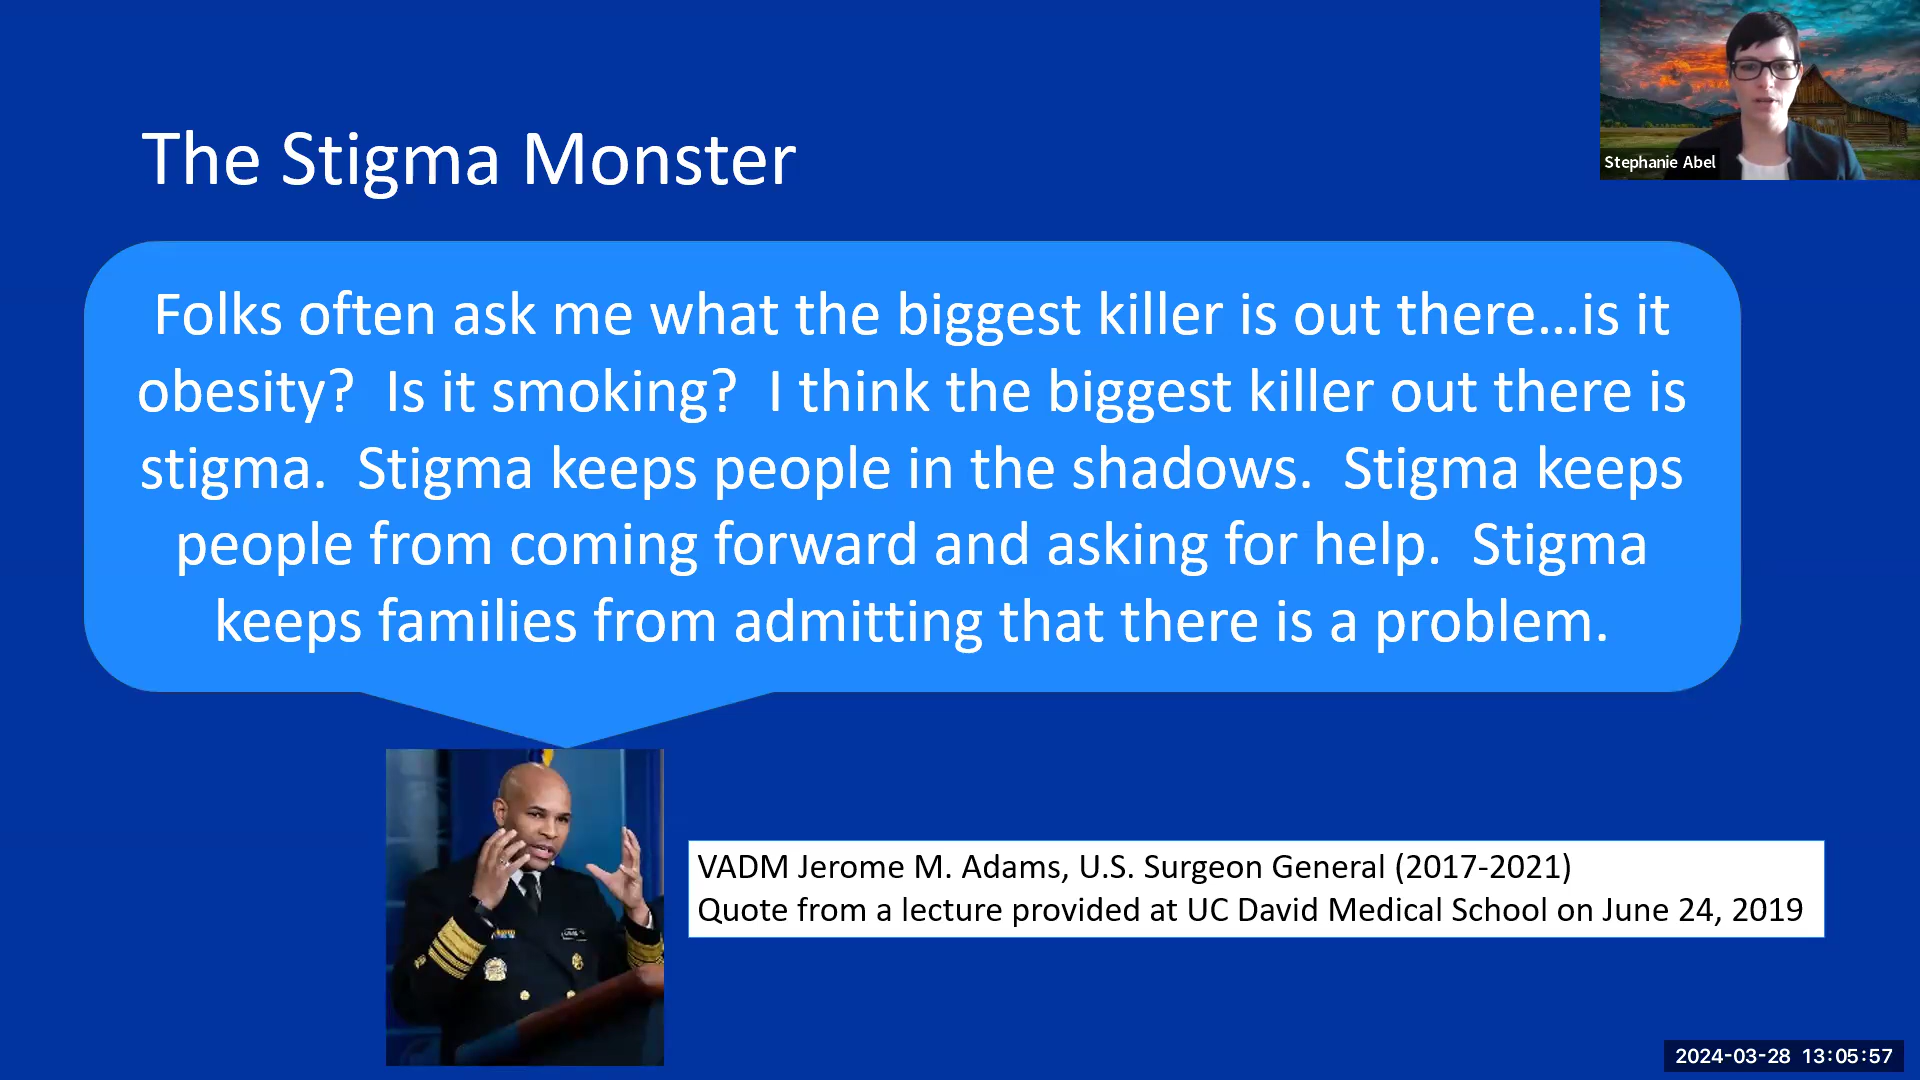 Stephanie Abel
The Stigma Monster
Folks often ask me what the biggest killer is out there…is it
obesity?  Is it smoking?  I think the biggest killer out there is
stigma.  Stigma keeps people in the shadows.  Stigma keeps
people from coming forward and asking for help.  Stigma
keeps families from admitting that there is a problem.
VADM Jerome M. Adams, U.S. Surgeon General (2017-2021)
Quote from a lecture provided at UC David Medical School on June 24, 2019
2024-03-28 13:05:57